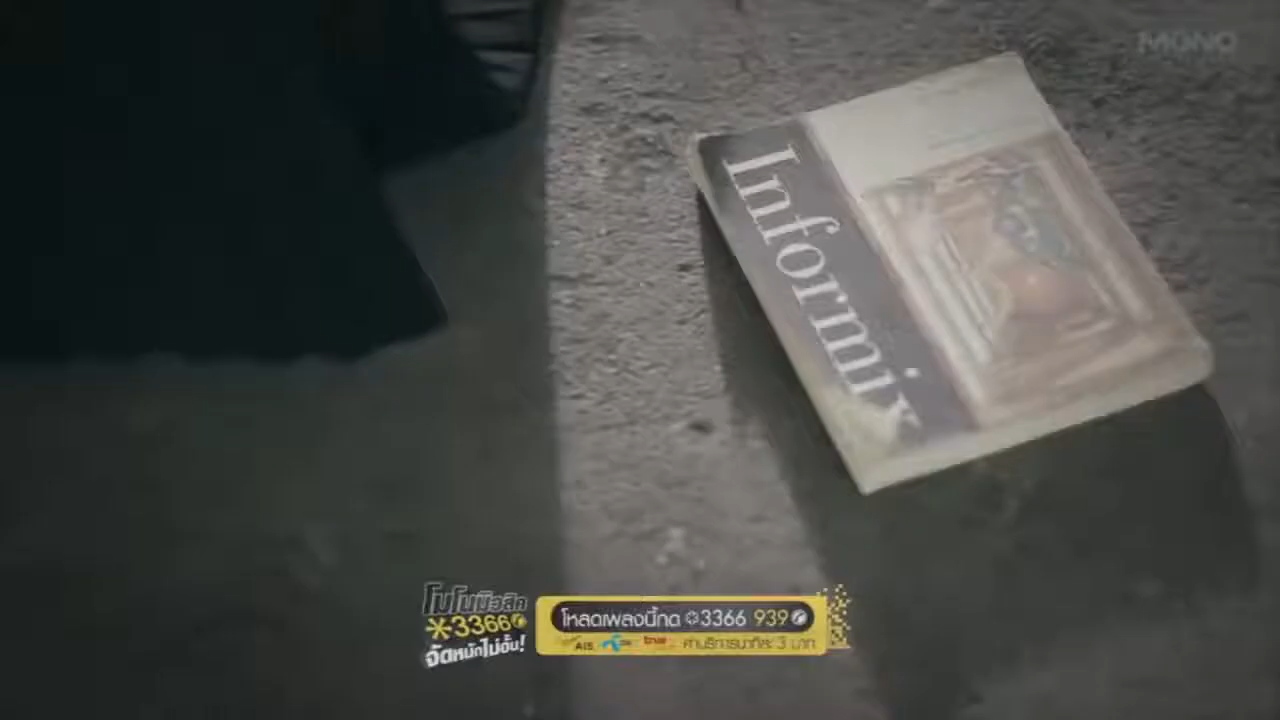 MONO
Informix
โมโนมิวสิค
*3366
จัดหนักไม่อั้น!
โหลดเพลงนี้กด *3366 939
AIS true ค่าบริการนาทีละ 3 บาท